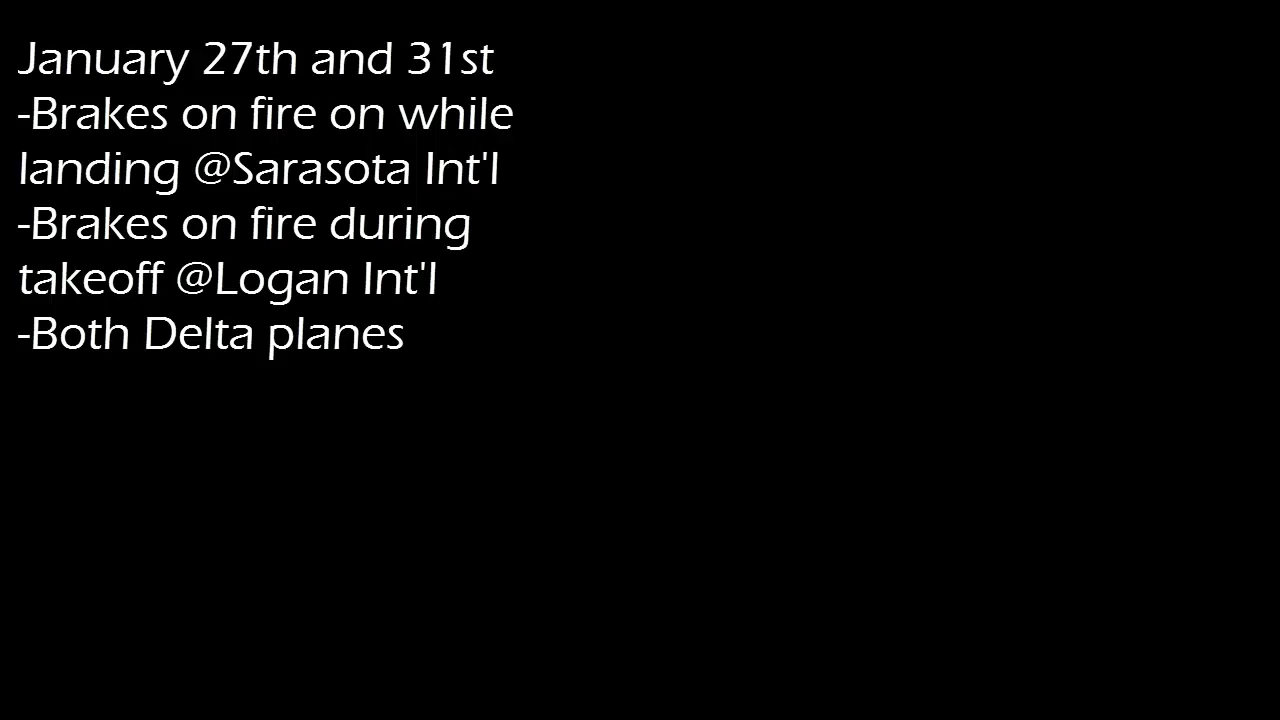 January 27th and 31st
-Brakes on fire on while
landing @Sarasota Int'l
-Brakes on fire during
takeoff @Logan Int'l
-Both Delta planes